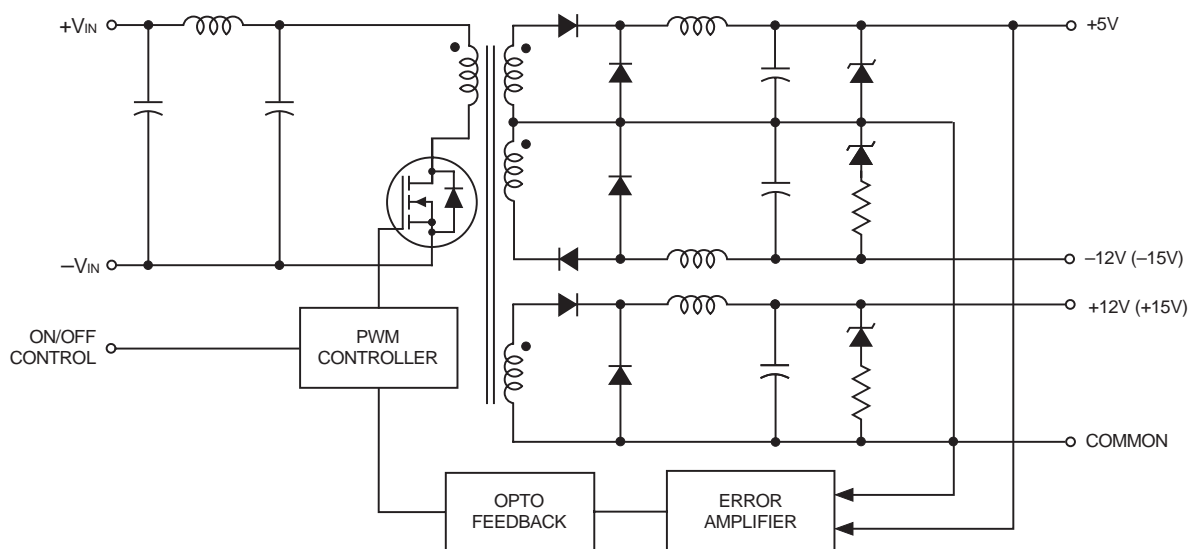 +VIN
+5V
–VIN
–12V (–15V)
+12V (+15V)
ON/OFF
CONTROL
PWM
CONTROLLER
COMMON
OPTO
FEEDBACK
ERROR
AMPLIFIER